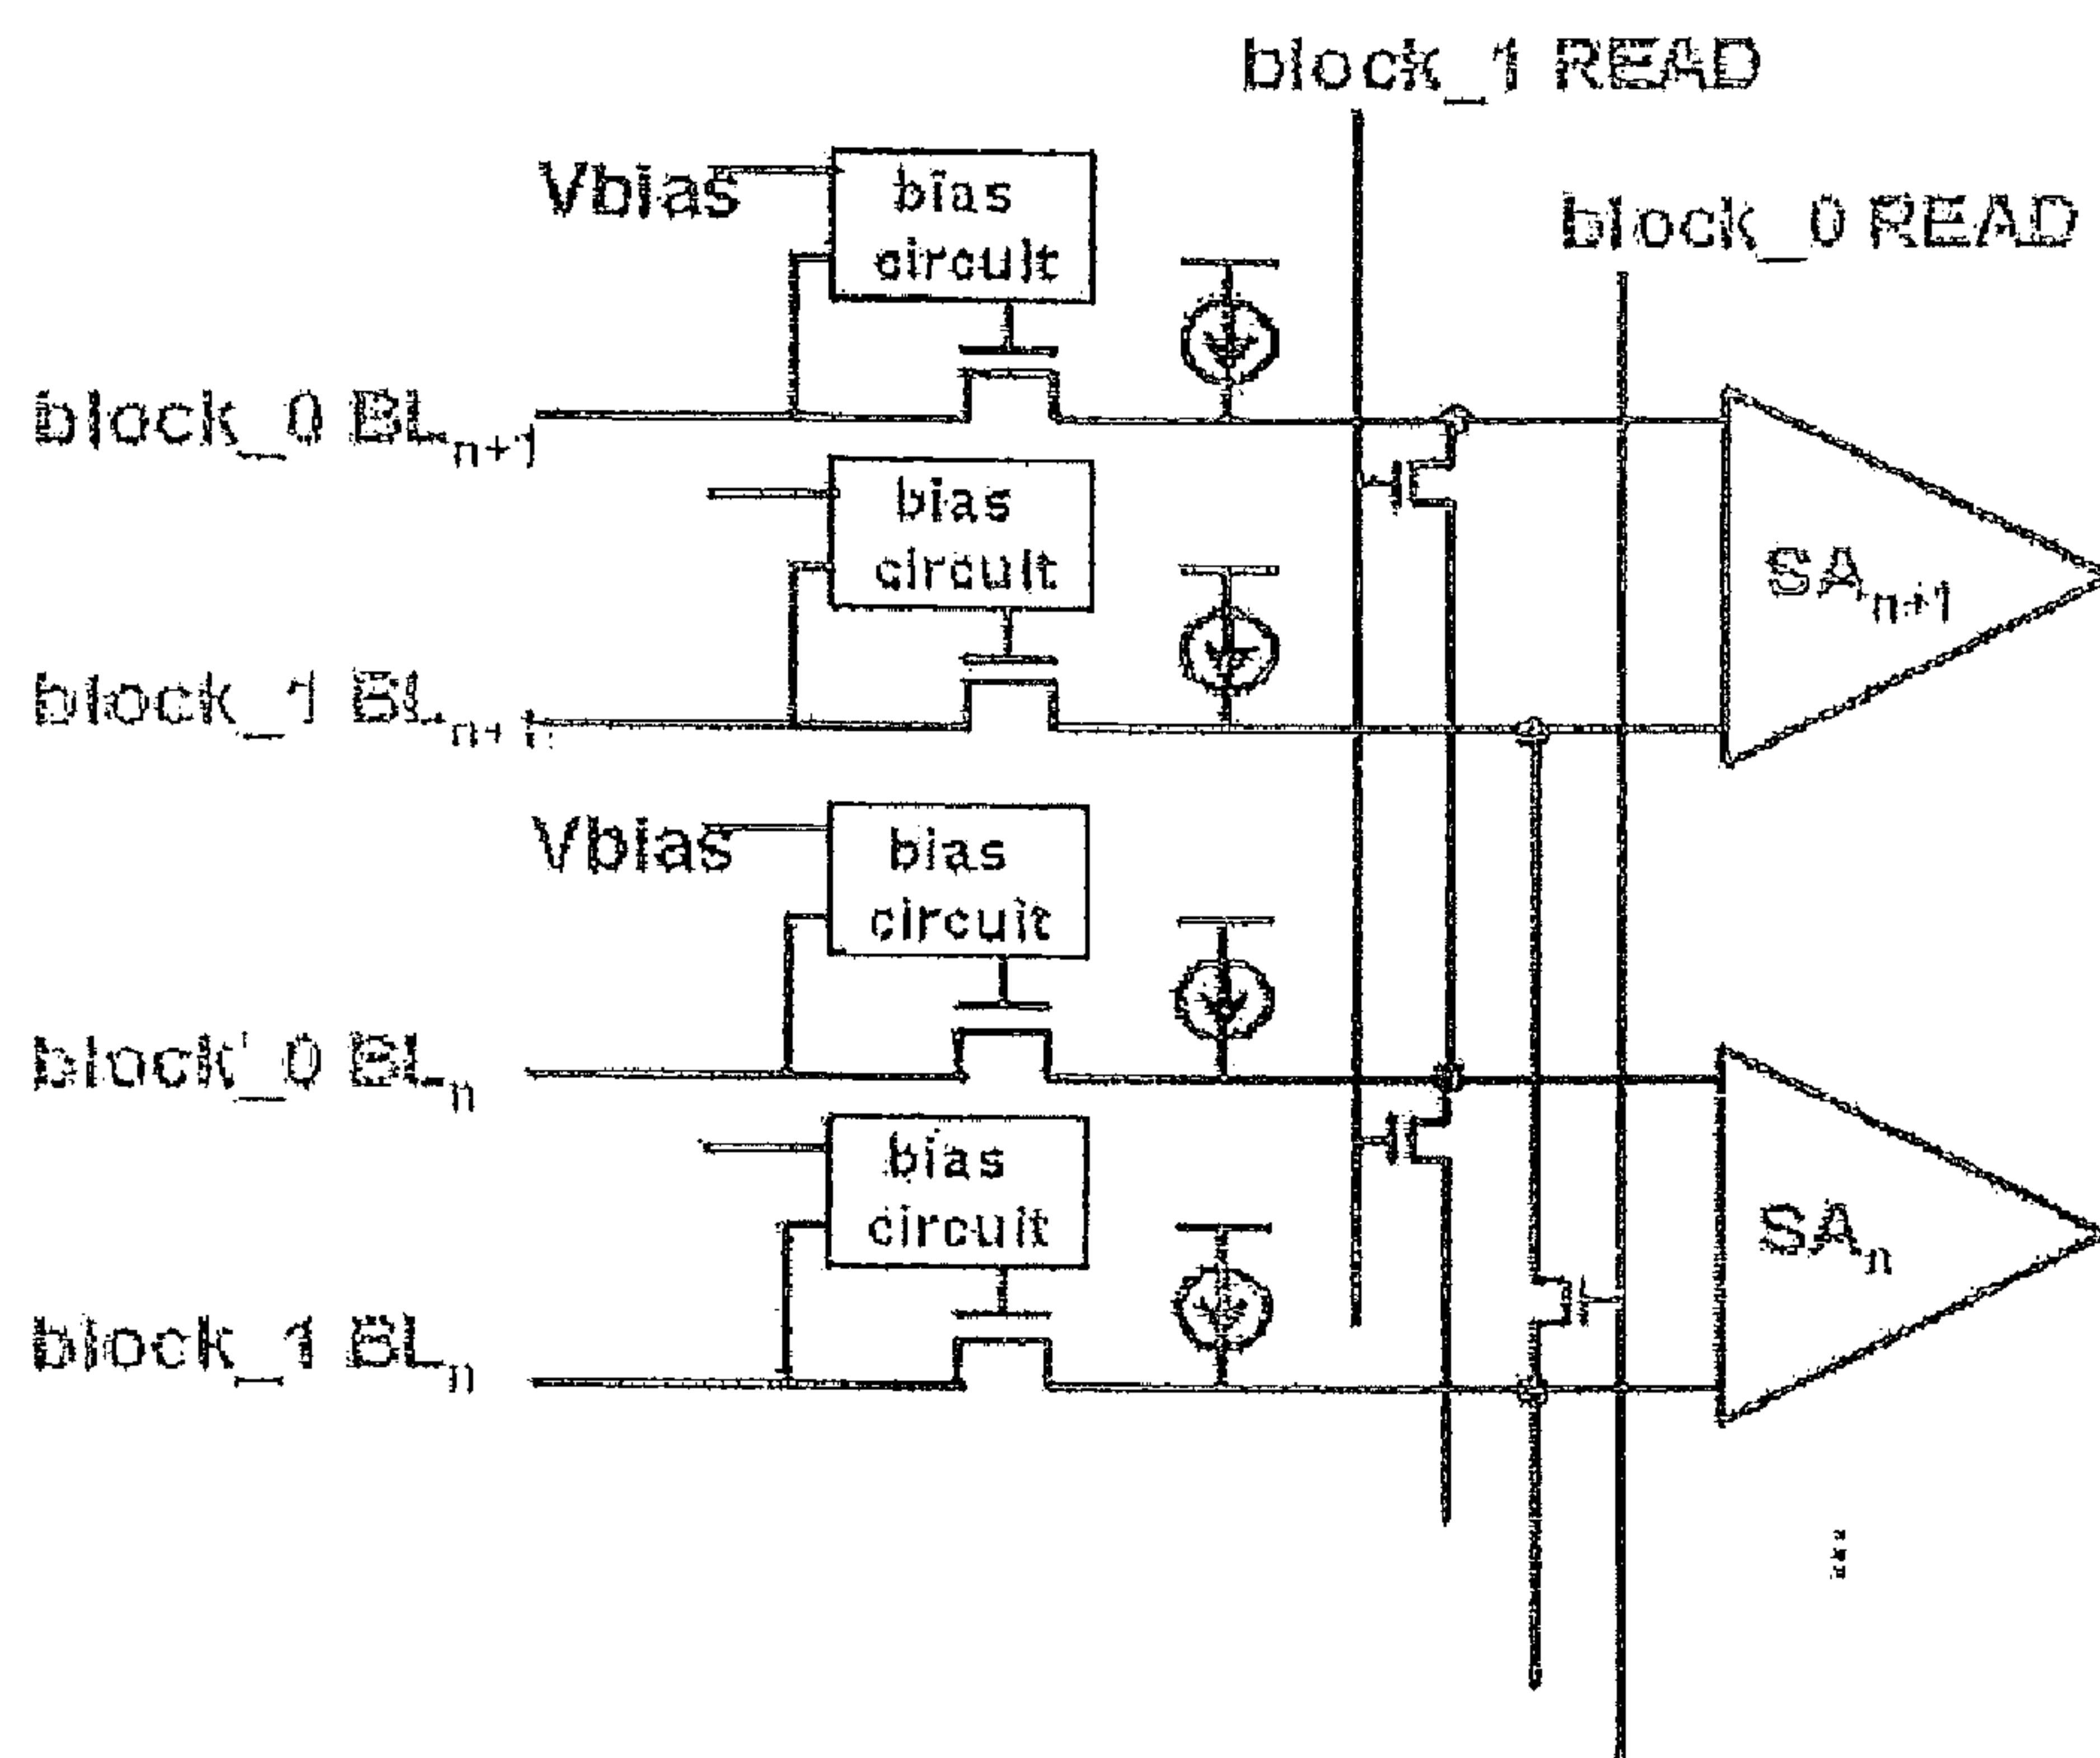 block_1 READ
block_0 READ
Vbias
bias
circuit
block_0 BLn+1
bias
circuit
SAn+1
block_1 BLn+1
Vbias
bias
circuit
block_0 BLn
bias
circuit
SAn
block_1 BLn